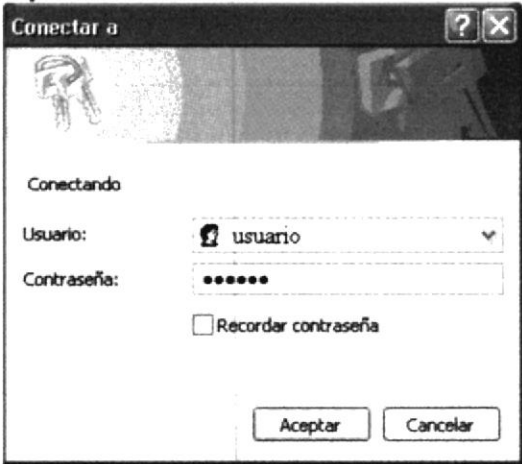 Conectar a
Conectando
Usuario: usuario
Contraseña: ••••••
Recordar contraseña
Aceptar Cancelar